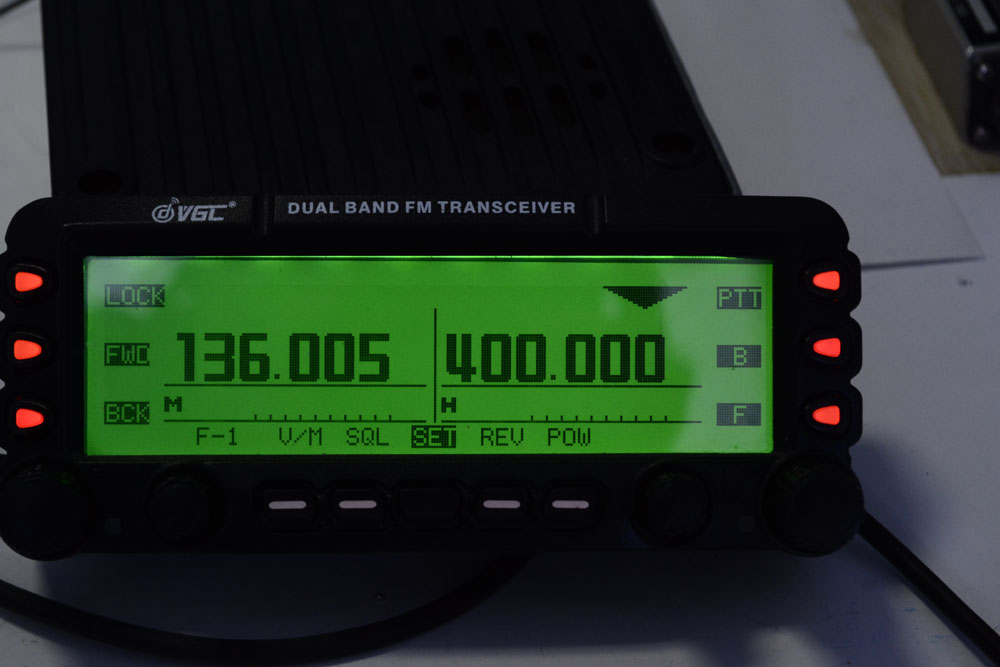 VGC® DUAL BAND FM TRANSCEIVER
LOCK PTT
FWD 136.005 400.000 B
M H
BCK F
F-1 V/M SQL SET REV POW